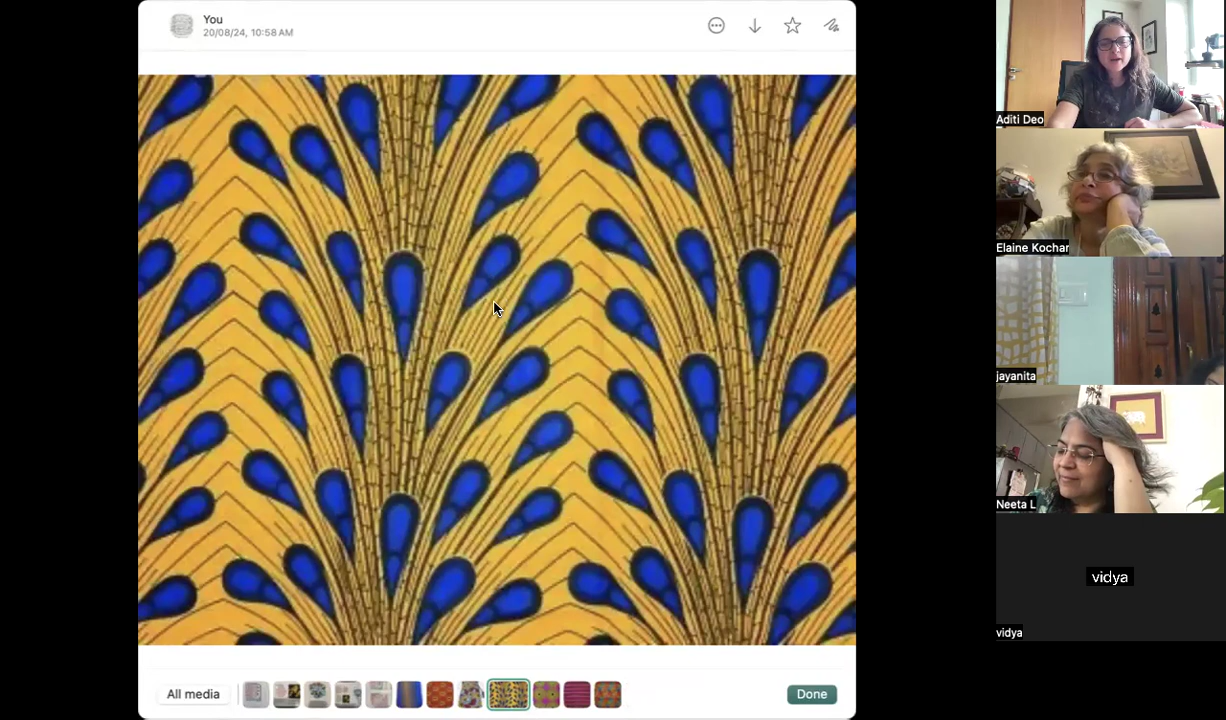 You
20/08/24, 10:58 AM
Aditi Deo
Elaine Kochar
jayanita
Neeta L
vidya
vidya
All media
Done